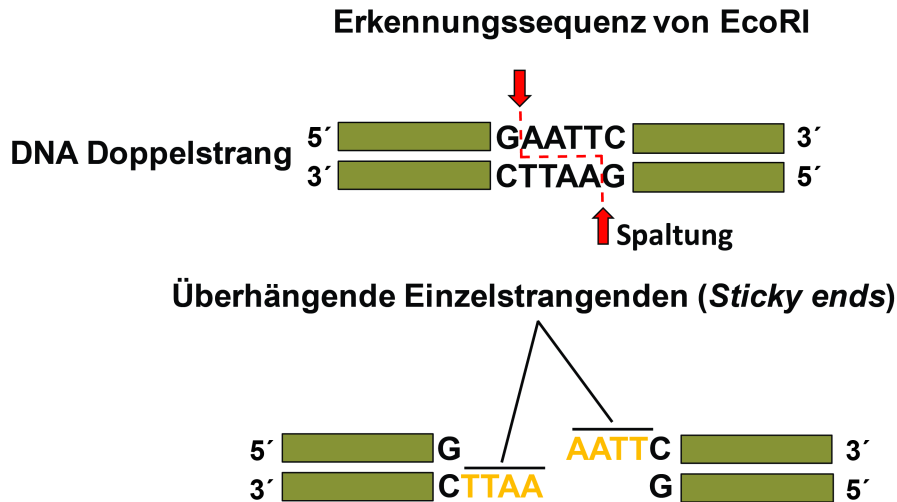 Erkennungssequenz von EcoRI
5´ GAATTC 3´
DNA Doppelstrang
3´ CTTAAG 5´
Spaltung
Überhängende Einzelstrangenden (Sticky ends)
5´ G AATTC 3´
3´ CTTAA G 5´